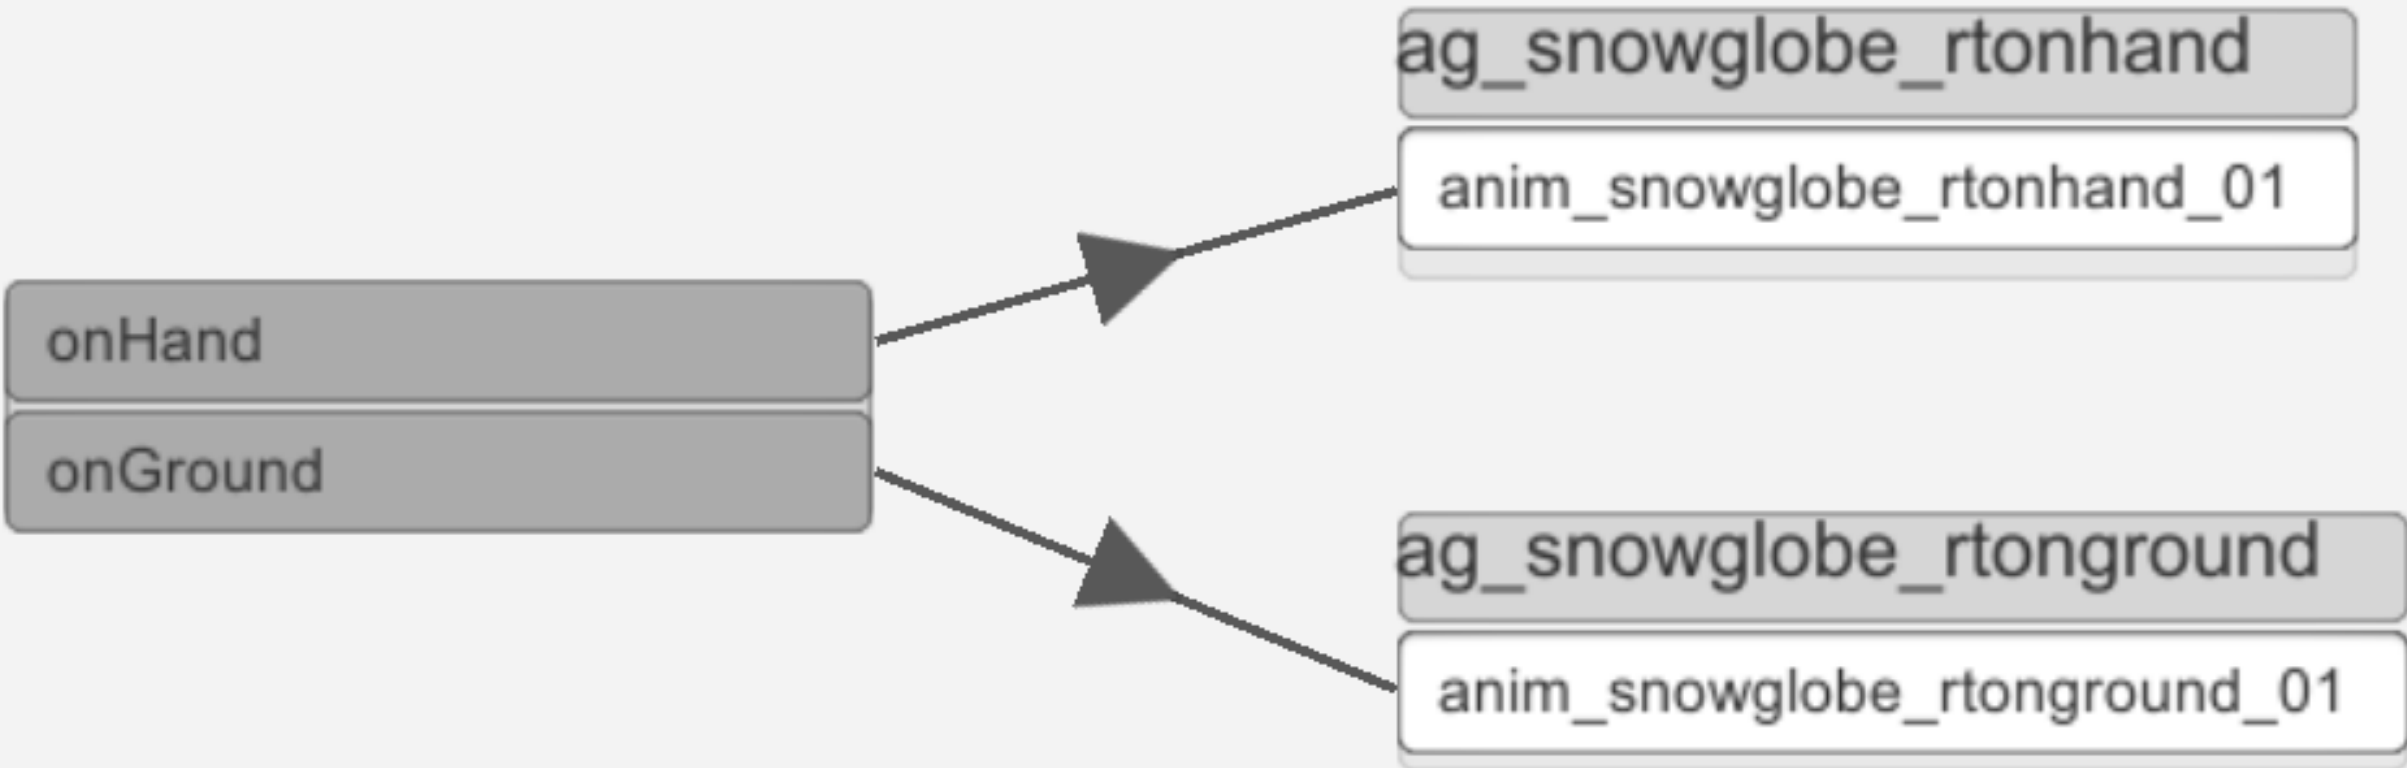 ag_snowglobe_rtonhand
anim_snowglobe_rtonhand_01
onHand
onGround
ag_snowglobe_rtonground
anim_snowglobe_rtonground_01